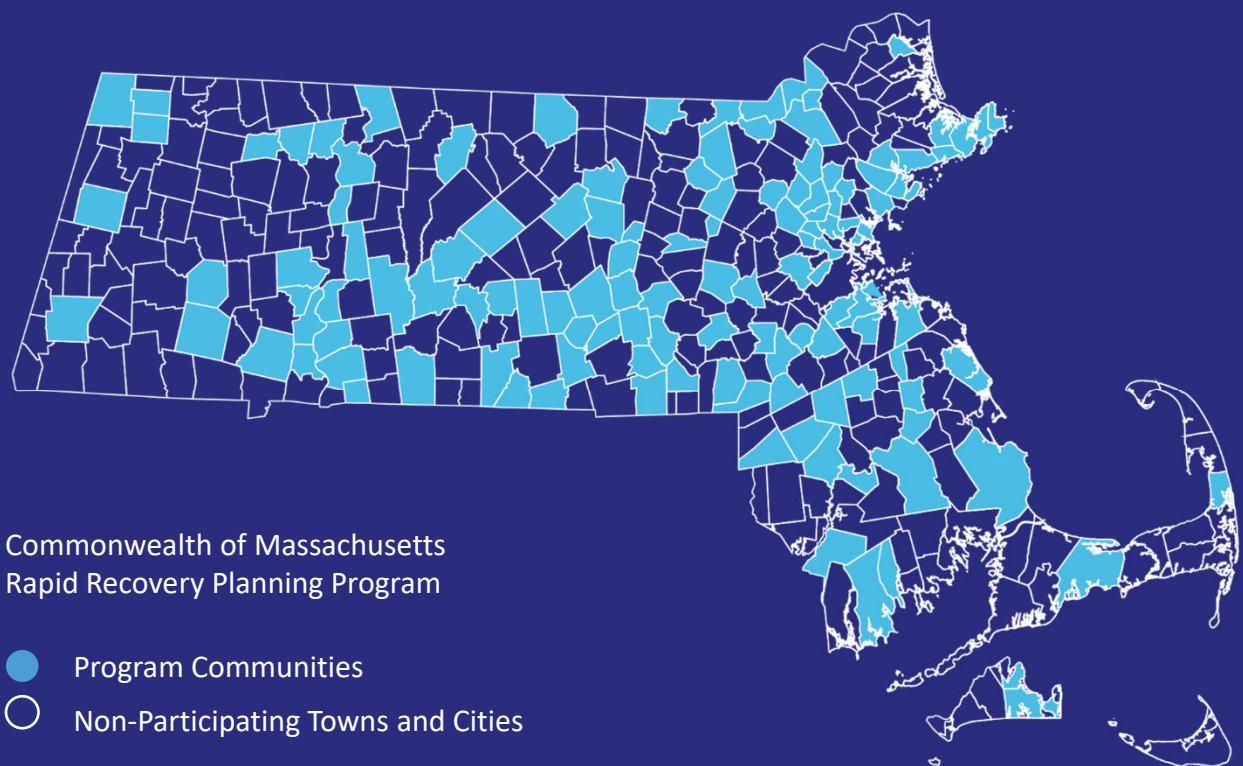 Commonwealth of Massachusetts
Rapid Recovery Planning Program
Program Communities
Non-Participating Towns and Cities